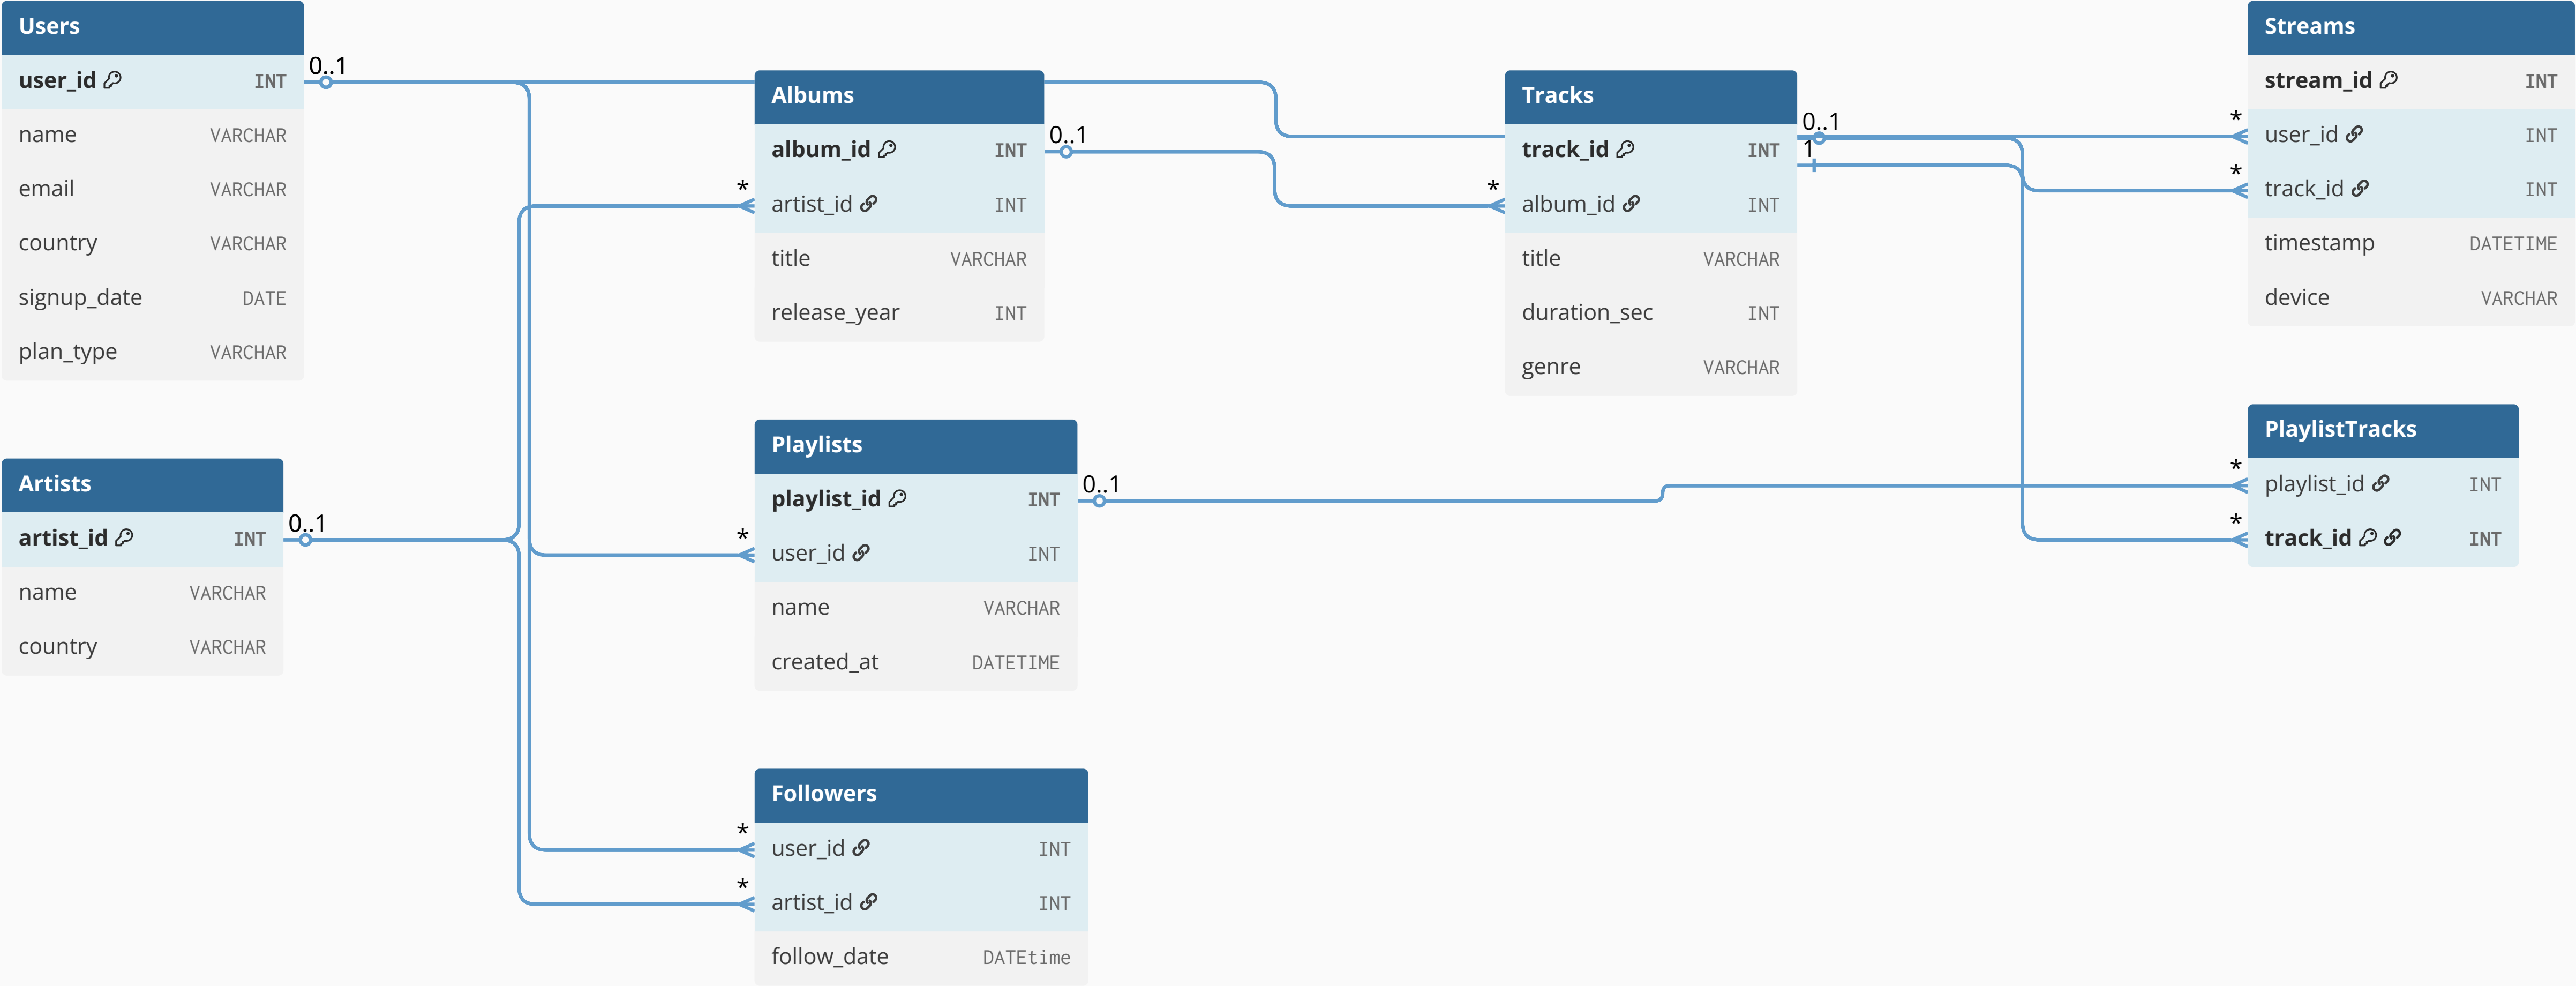 Users
user_id INT
name VARCHAR
email VARCHAR
country VARCHAR
signup_date DATE
plan_type VARCHAR
0..1
Artists
artist_id INT
name VARCHAR
country VARCHAR
0..1
Albums
album_id INT
* artist_id INT
title VARCHAR
release_year INT
0..1
Playlists
playlist_id INT
* user_id INT
name VARCHAR
created_at DATETIME
0..1
Followers
* user_id INT
* artist_id INT
follow_date DATEtime
Tracks
track_id INT
* album_id INT
title VARCHAR
duration_sec INT
genre VARCHAR
0..1
1
Streams
stream_id INT
* user_id INT
* track_id INT
timestamp DATETIME
device VARCHAR
PlaylistTracks
* playlist_id INT
* track_id INT